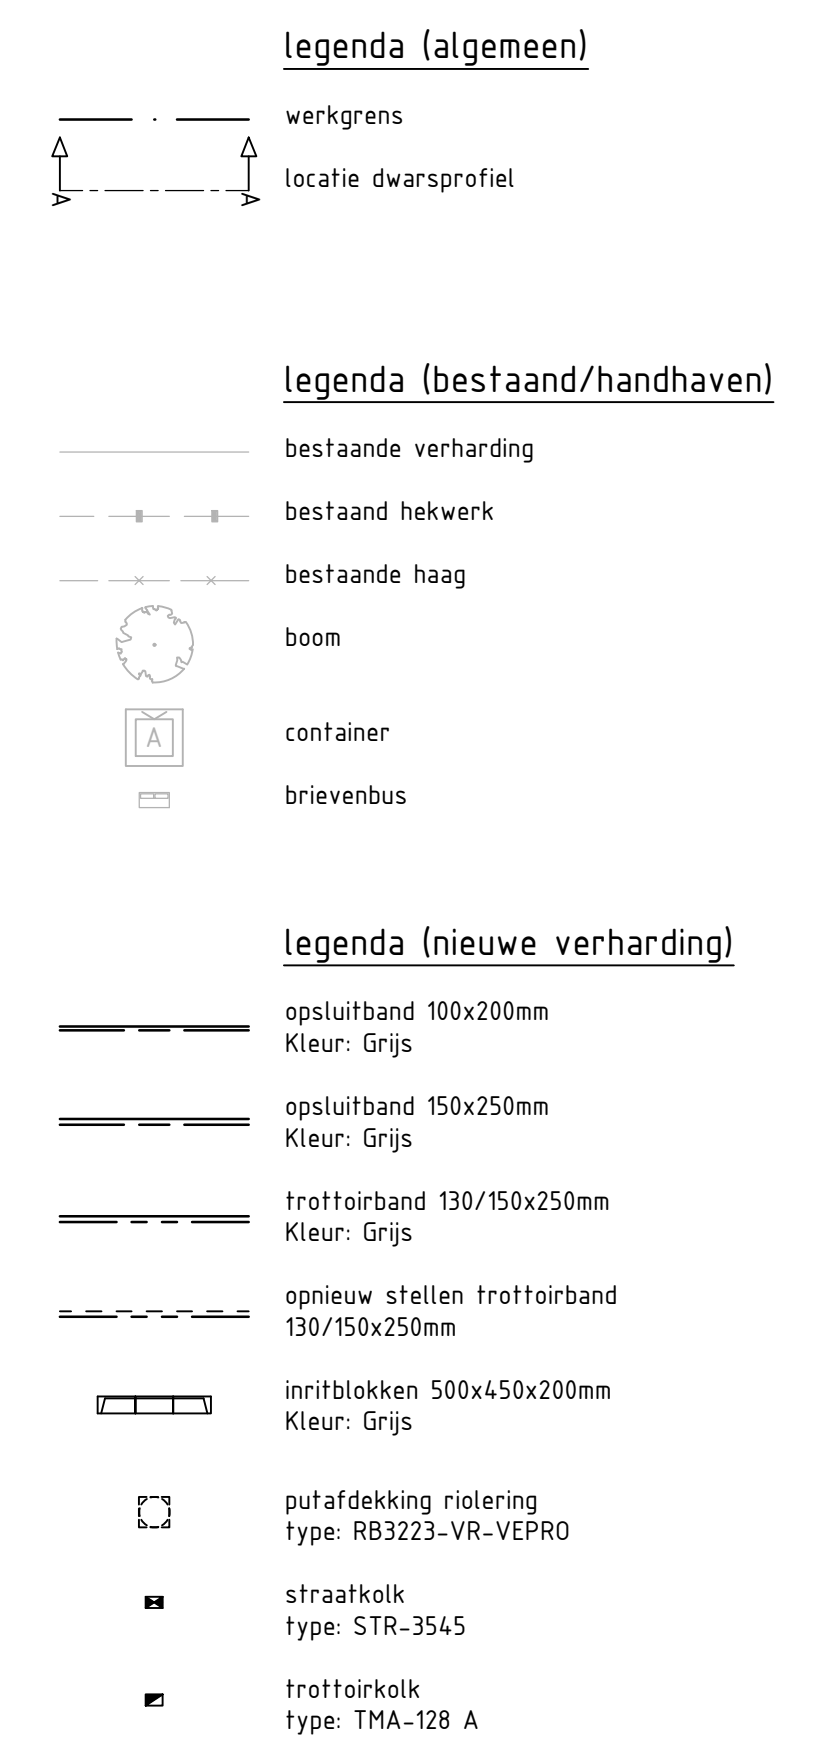 legenda (algemeen)
werkgrens
locatie dwarsprofiel
A A
legenda (bestaand/handhaven)
bestaande verharding
bestaand hekwerk
bestaande haag
boom
A
container
brievenbus
legenda (nieuwe verharding)
opsluitband 100x200mm
Kleur: Grijs
opsluitband 150x250mm
Kleur: Grijs
trottoirband 130/150x250mm
Kleur: Grijs
opnieuw stellen trottoirband
130/150x250mm
inritblokken 500x450x200mm
Kleur: Grijs
putafdekking riolering
type: RB3223-VR-VEPRO
straatkolk
type: STR-3545
trottoirkolk
type: TMA-128 A